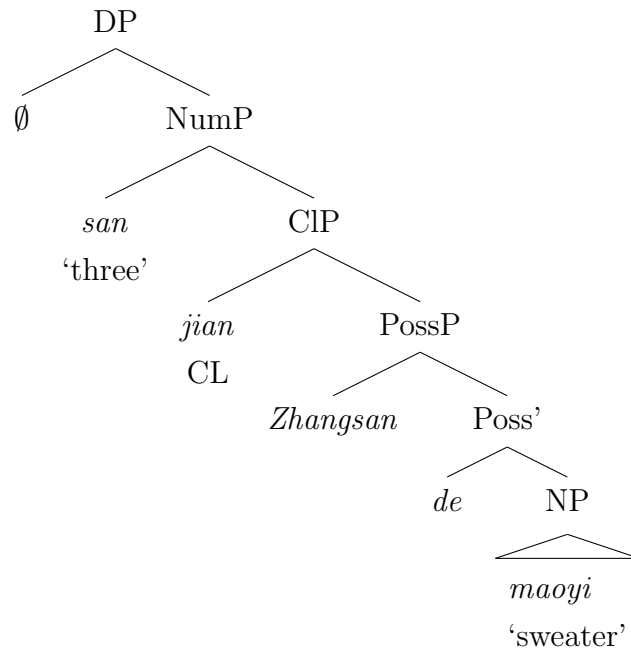 DP
∅ NumP
san ClP
‘three’
jian PossP
CL
Zhangsan Poss’
de NP
maoyi
‘sweater’